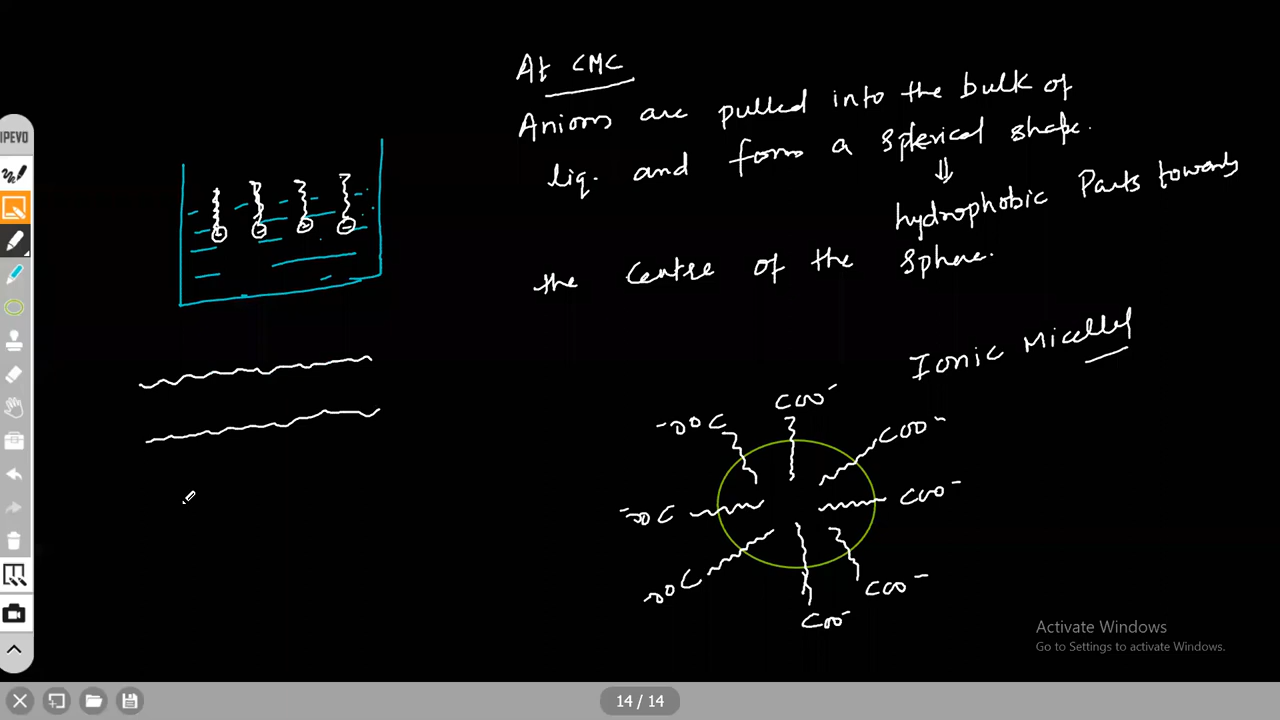 IPEVO
At CMC
Anions are pulled into the bulk of
liq. and form a spherical shape.
hydrophobic Parts towards
the centre of the sphere.
Ionic Micelles
COO⁻
⁻OOC
COO⁻
⁻OOC
COO⁻
⁻OOC
COO⁻
COO⁻
Activate Windows
Go to Settings to activate Windows.
14 / 14